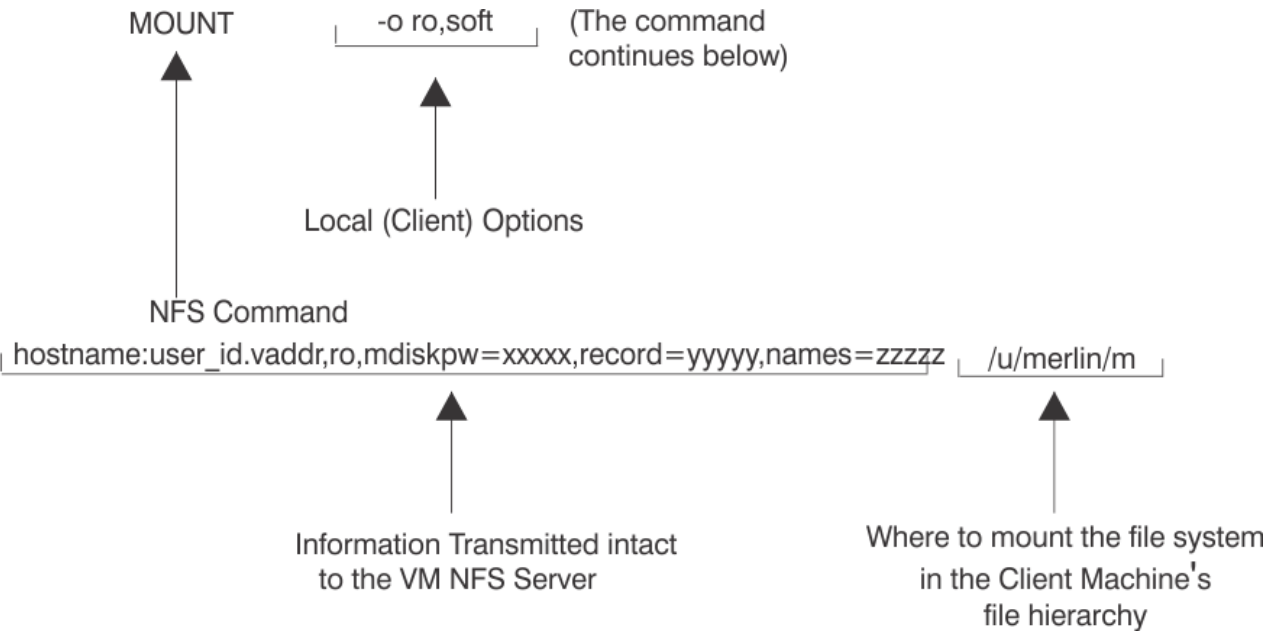 MOUNT
-o ro,soft
(The command
continues below)
Local (Client) Options
NFS Command
hostname:user_id.vaddr,ro,mdiskpw=xxxxx,record=yyyyy,names=zzzzz
/u/merlin/m
Information Transmitted intact
to the VM NFS Server
Where to mount the file system
in the Client Machine's
file hierarchy